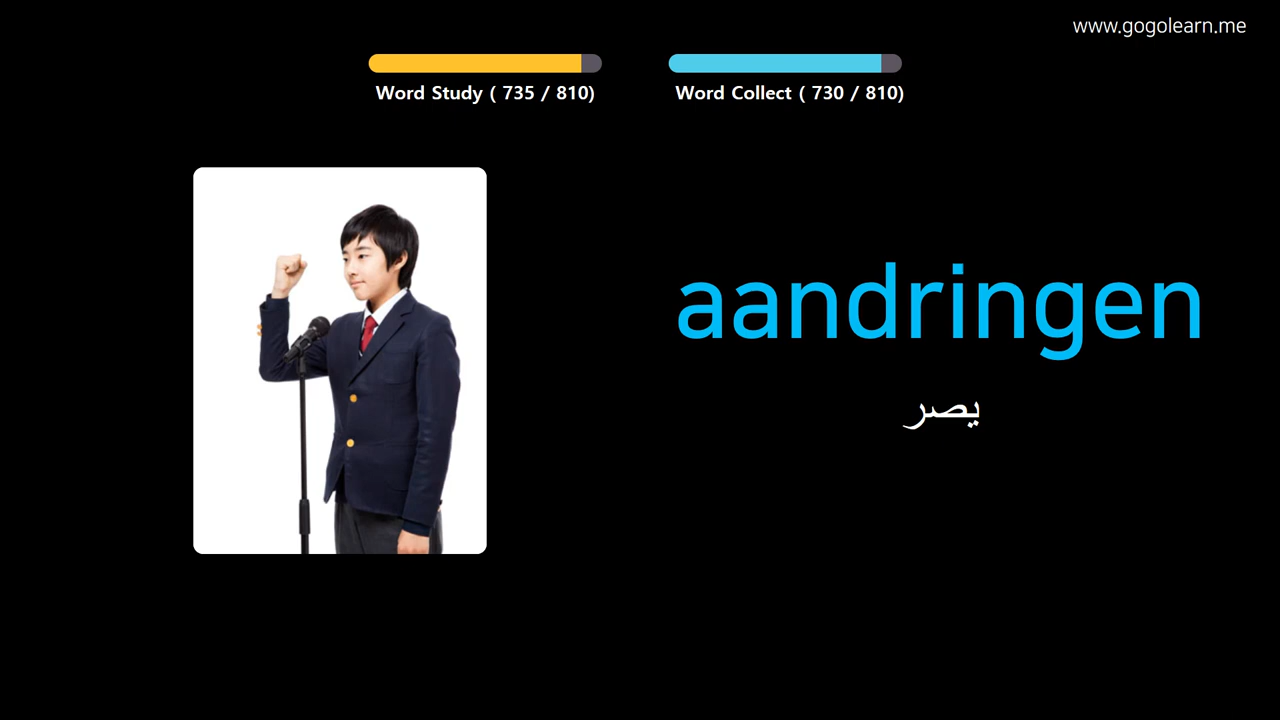 www.gogolearn.me
Word Study ( 735 / 810)
Word Collect ( 730 / 810)
aandringen
يصر